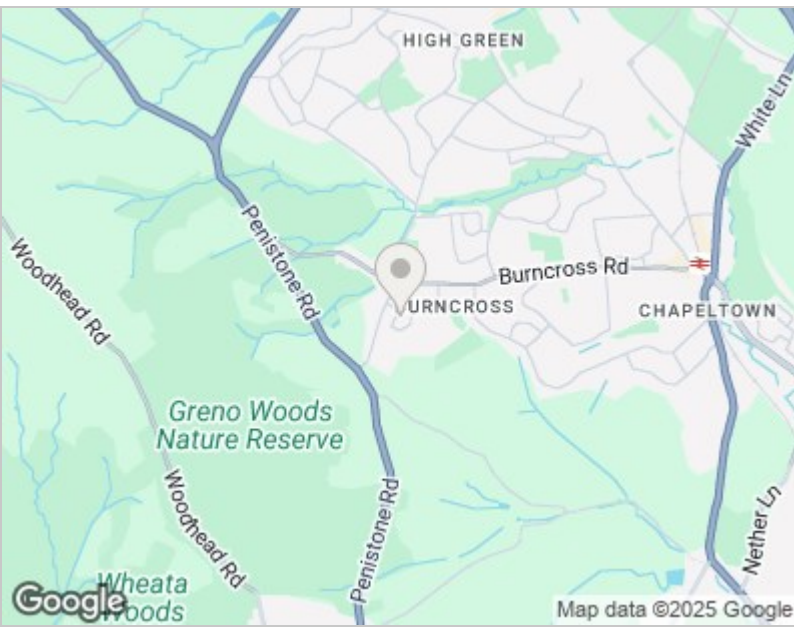 HIGH GREEN
White Ln
Penistone Rd
Woodhead Rd
Burncross Rd
URNCROSS
CHAPELTOWN
Greno Woods
Nature Reserve
Woodhead Rd
Penistone Rd
Nether Ln
Wheata
Woods
Google
Map data ©2025 Google